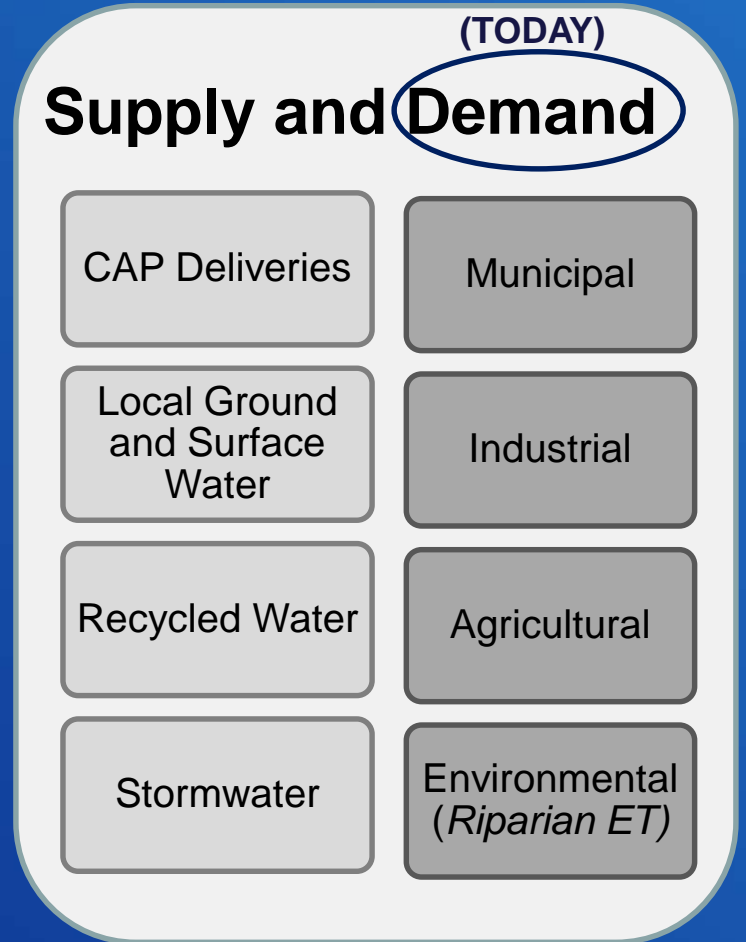 (TODAY)
Supply and Demand
CAP Deliveries
Municipal
Local Ground
and Surface
Water
Industrial
Recycled Water
Agricultural
Stormwater
Environmental
(Riparian ET)